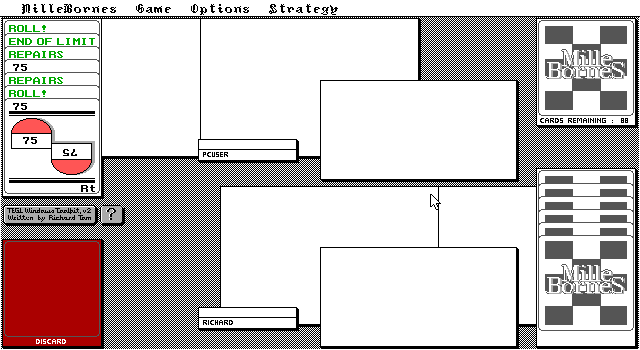 MilleBornes Game Options Strategy
ROLL!
END OF LIMIT
REPAIRS
75
REPAIRS
ROLL!
75
75
75
Rt
TEGL Windows Toolkit, v2
Written by Richard Tom
?
DISCARD
PCUSER
RICHARD
Mille
BorneS
CARDS REMAINING : 88
Mille
BorneS